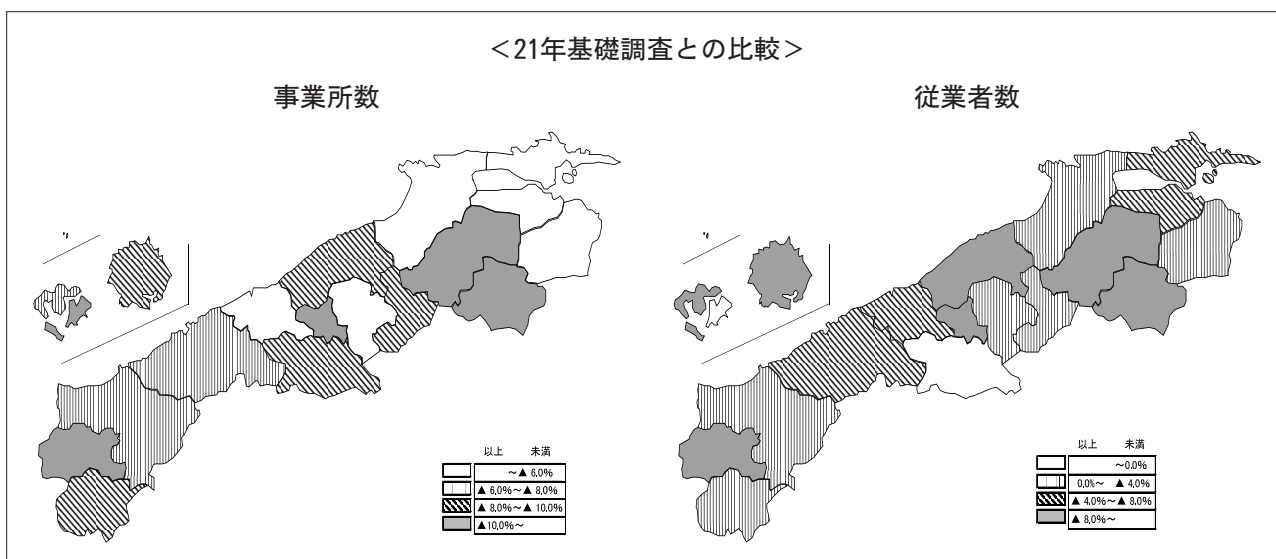 ＜21年基礎調査との比較＞
事業所数
従業者数
以上 未満
～▲ 6.0%
▲ 6.0%～▲ 8.0%
▲ 8.0%～▲ 10.0%
▲10.0%～
以上 未満
～0.0%
0.0%～ ▲ 4.0%
▲ 4.0%～▲ 8.0%
▲ 8.0%～